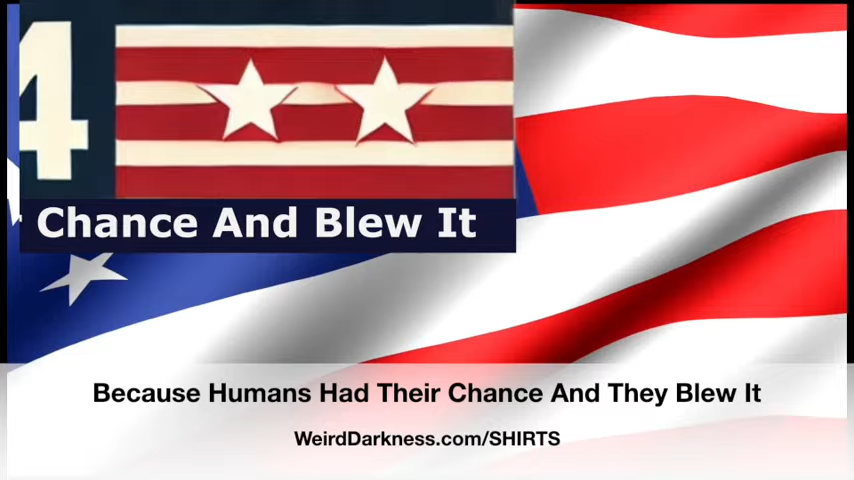 4
Chance And Blew It
Because Humans Had Their Chance And They Blew It
WeirdDarkness.com/SHIRTS